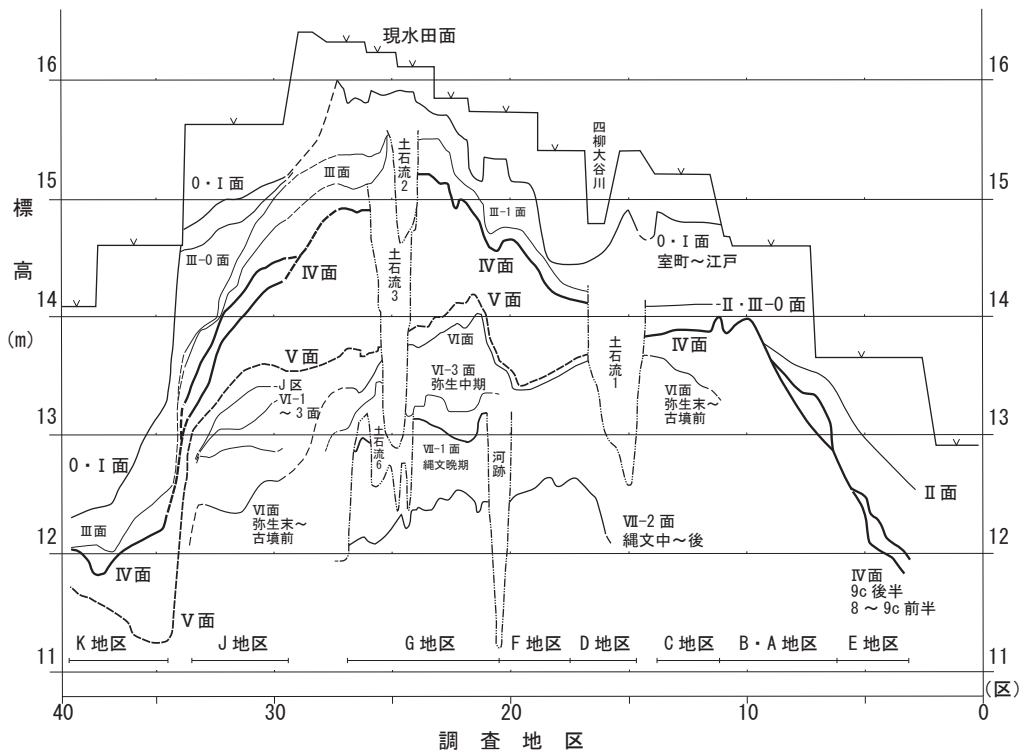 現水田面
16
16
四柳大谷川
土石流2
O・I面
Ⅲ面
15
15
標高
(m)
Ⅲ-1面
Ⅲ-0面
土石流3
Ⅳ面
O・I面
室町~江戸
Ⅳ面
Ⅴ面
14
14
Ⅱ・Ⅲ-0面
Ⅵ面
土石流1
Ⅳ面
Ⅴ面
J区
Ⅵ-1
~3面
Ⅵ-3面
弥生中期
Ⅵ面
弥生末~
古墳前
13
13
土石流6
Ⅶ-1面
縄文晩期
河跡
O・I面
Ⅱ面
Ⅲ面
Ⅵ面
弥生末~
古墳前
Ⅶ-2面
縄文中~後
12
12
Ⅳ面
Ⅳ面
9c後半
8~9c前半
Ⅴ面
K地区
J地区
G地区
F地区
D地区
C地区
B・A地区
E地区
11
11
(区)
40
30
20
10
0
調査地区